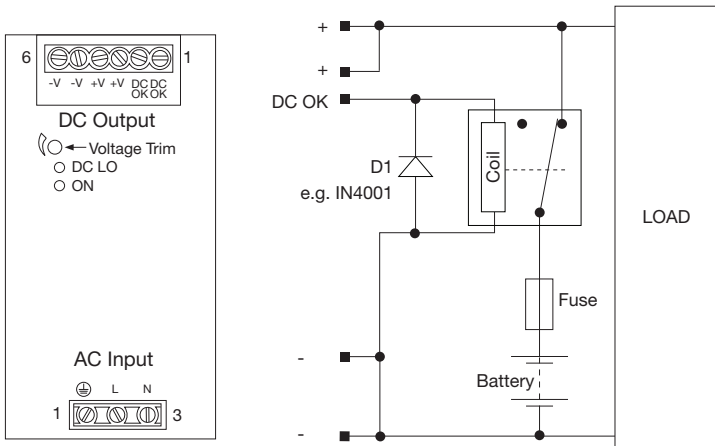 6 1
-V -V +V +V DC OK DC OK
DC Output
Voltage Trim
DC LO
ON
AC Input
L N
1 3
+
+
DC OK
D1
e.g. IN4001
Coil
Fuse
Battery
-
-
LOAD